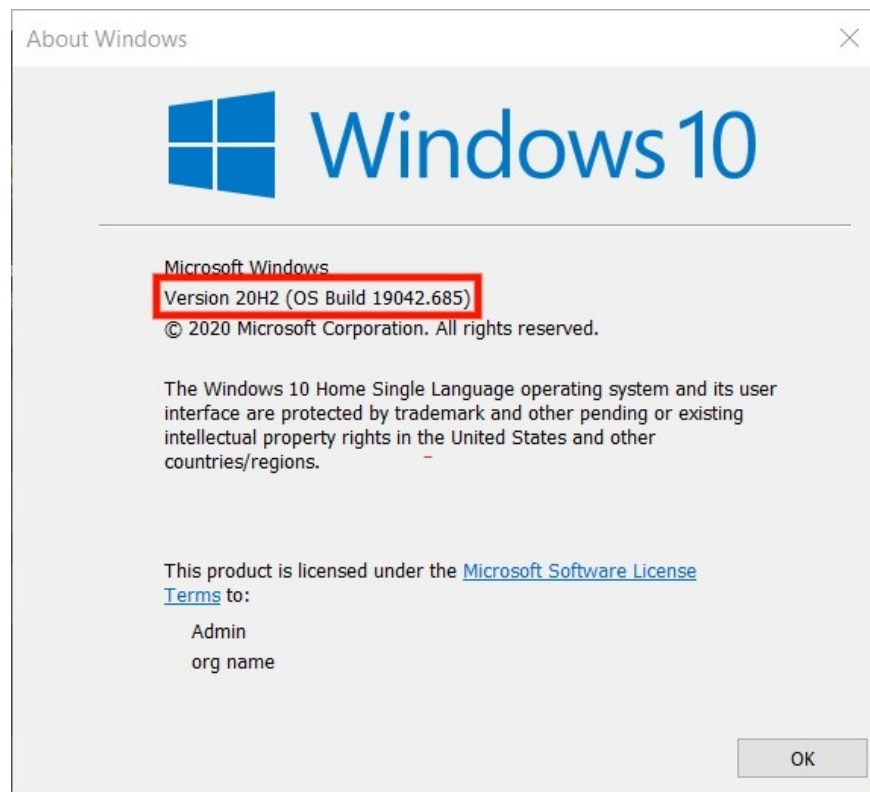 About Windows
Windows 10
Microsoft Windows
Version 20H2 (OS Build 19042.685)
© 2020 Microsoft Corporation. All rights reserved.
The Windows 10 Home Single Language operating system and its user
interface are protected by trademark and other pending or existing
intellectual property rights in the United States and other
countries/regions.
This product is licensed under the Microsoft Software License
Terms to:
Admin
org name
OK